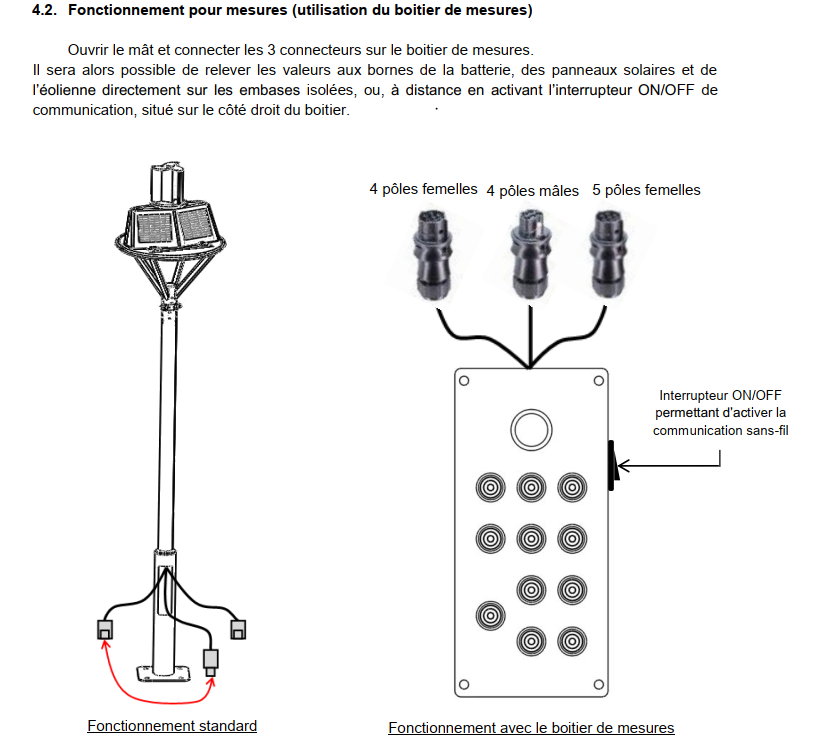 4.2. Fonctionnement pour mesures (utilisation du boitier de mesures)
Ouvrir le mât et connecter les 3 connecteurs sur le boitier de mesures.
Il sera alors possible de relever les valeurs aux bornes de la batterie, des panneaux solaires et de
l'éolienne directement sur les embases isolées, ou, à distance en activant l'interrupteur ON/OFF de
communication, situé sur le côté droit du boitier.
4 pôles femelles 4 pôles mâles 5 pôles femelles
Interrupteur ON/OFF
permettant d'activer la
communication sans-fil
Fonctionnement standard
Fonctionnement avec le boitier de mesures